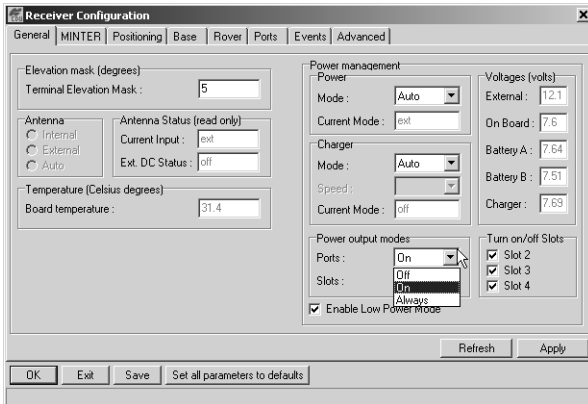 Receiver Configuration
General MINTER Positioning Base Rover Ports Events Advanced
Elevation mask (degrees)
Terminal Elevation Mask : 5
Antenna
Internal
External
Auto
Antenna Status (read only)
Current Input : ext
Ext. DC Status : off
Temperature (Celsius degrees)
Board temperature : 31.4
Power management
Power
Mode : Auto
Current Mode : ext
Charger
Mode : Auto
Speed :
Current Mode : off
Power output modes
Ports : On
Off
On
Always
Slots :
Enable Low Power Mode
Voltages (volts)
External : 12.1
On Board : 7.6
Battery A : 7.64
Battery B : 7.51
Charger : 7.69
Turn on/off Slots
Slot 2
Slot 3
Slot 4
Refresh Apply
OK Exit Save Set all parameters to defaults